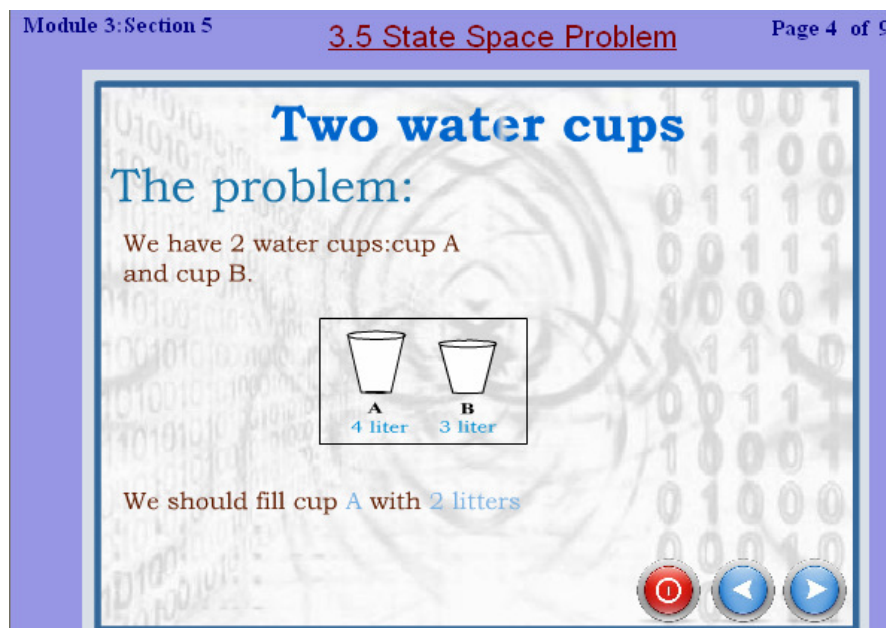 Module 3:Section 5
3.5 State Space Problem
Page 4 of 9
Two water cups
The problem:
We have 2 water cups:cup A
and cup B.
A B
4 liter 3 liter
We should fill cup A with 2 litters